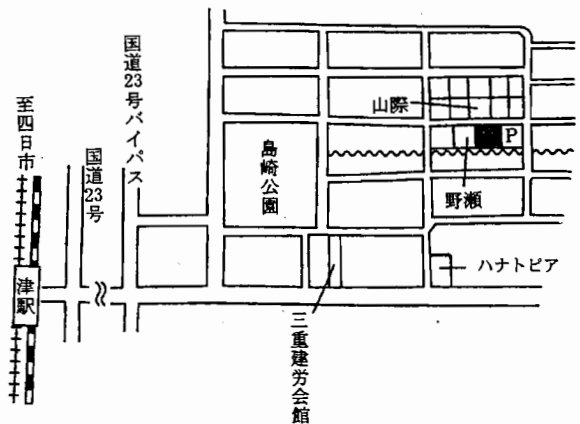 至四日市
国道23号
国道23号バイパス
津駅
島崎公園
山際
P
野瀬
ハナトピア
三重建労会館